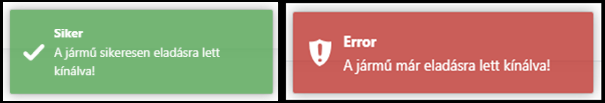 Siker
A jármű sikeresen eladásra lett
kínálva!
Error
A jármű már eladásra lett kínálva!